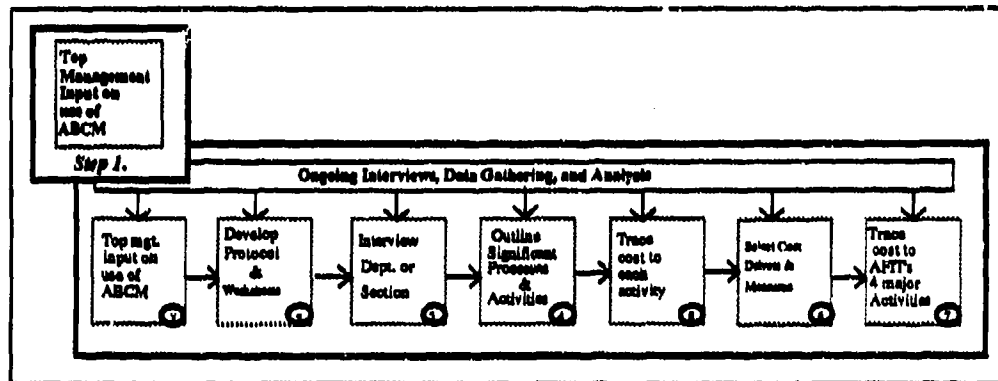 Top
Management
Input on
use of
ABCM
Step 1.
Ongoing Interviews, Data Gathering, and Analysis
Top mgt.
Input on
use of
ABCM
Develop
Protocol
&
Worksheets
Interview
Dept. or
Section
Outline
Significant
Processes
&
Activities
Trace
cost to
each
activity
Select Cost
Drivers &
Measures
Trace
cost to
AFIT's
4 major
Activities
7